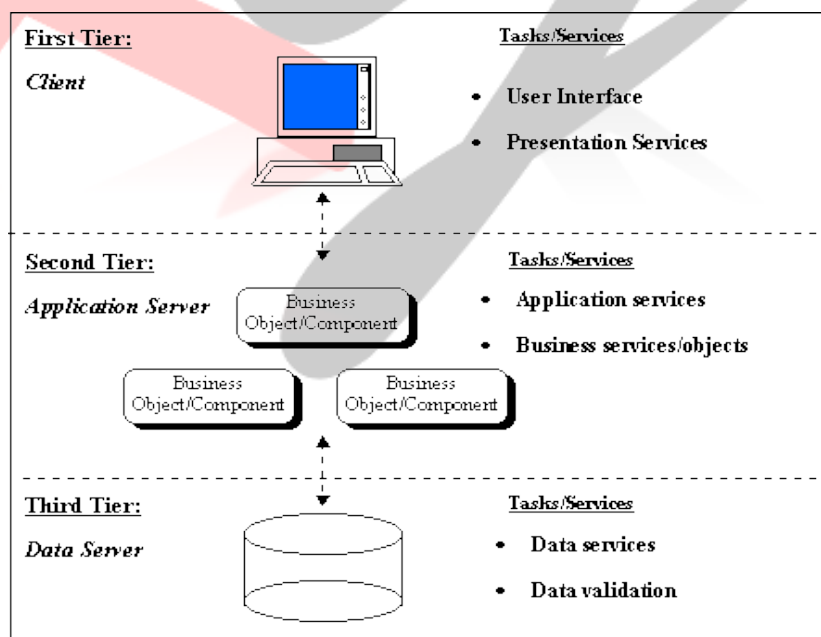 First Tier:
Client
Tasks/Services
• User Interface
• Presentation Services
Second Tier:
Application Server
Business
Object/Component
Business
Object/Component
Business
Object/Component
Tasks/Services
• Application services
• Business services/objects
Third Tier:
Data Server
Tasks/Services
• Data services
• Data validation